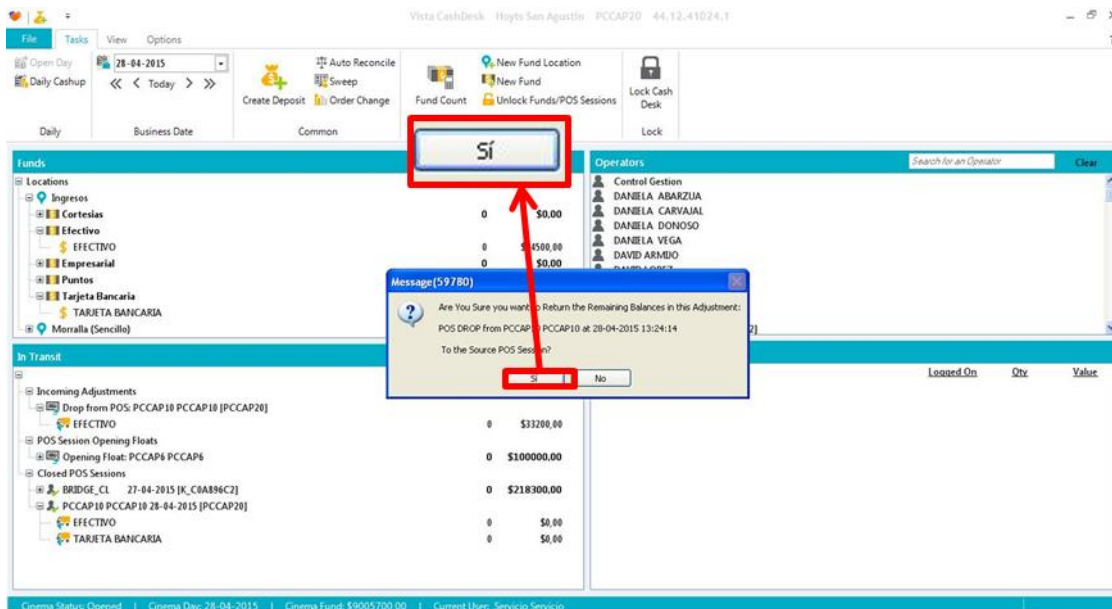 Vista CashDesk Hoyts San Agustin PCCAP20 44.12.41024.1
File Tasks View Options
Open Day 28-04-2015 Auto Reconcile New Fund Location
Daily Cashup Today Sweep New Fund
Create Deposit Order Change Fund Count Unlock Funds/POS Sessions Lock Cash Desk
Daily Business Date Common Lock
Sí
Funds
Locations
Ingresos
Cortesias 0 $0,00
Efectivo
EFECTIVO 0 4500,00
Empresarial 0 $0,00
Puntos
Tarjeta Bancaria
TARJETA BANCARIA
Morralla (Sencillo)
Operators Search for an Operator Clear
Control Gestion
DANIELA ABARZUA
DANIELA CARVAJAL
DANIELA DONOSO
DANIELA VEGA
DAVID ARMIJO
Message(59780)
Are You Sure you want to Return the Remaining Balances in this Adjustment:
POS DROP from PCCAP10 PCCAP10 at 28-04-2015 13:24:14
To the Source POS Session?
Sí No
In Transit
Incoming Adjustments
Drop from POS: PCCAP10 PCCAP10 [PCCAP20]
EFECTIVO 0 $33200,00
POS Session Opening Floats
Opening Float: PCCAP6 PCCAP6 0 $100000,00
Closed POS Sessions
BRIDGE_CL 27-04-2015 [K_C0A896C2] 0 $218300,00
PCCAP10 PCCAP10 28-04-2015 [PCCAP20]
EFECTIVO 0 $0,00
TARJETA BANCARIA 0 $0,00
Logged On Qty Value
Cinema Status: Opened | Cinema Day: 28-04-2015 | Cinema Fund: $9005700,00 | Current User: Servicio Servicio